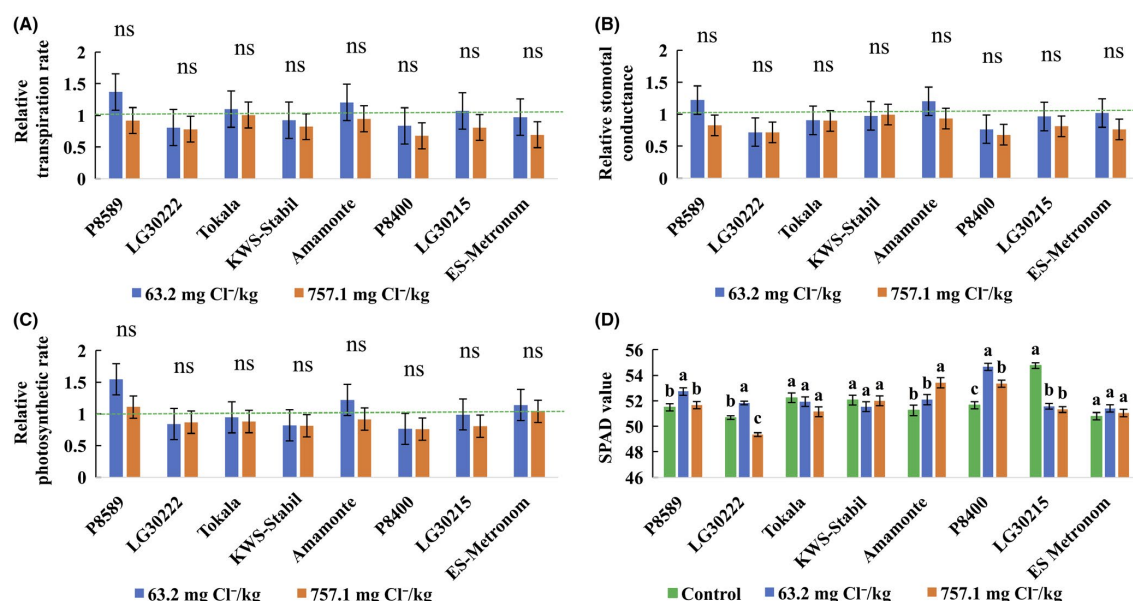 (A)
Relative
transpiration rate
2
1.5
1
0.5
0
ns ns ns ns ns ns ns ns
P8589 LG30222 Tokala KWS-Stabil Amamonte P8400 LG30215 ES-Metronom
63.2 mg Cl⁻/kg 757.1 mg Cl⁻/kg
(B)
Relative stomotal
conductance
2
1.5
1
0.5
0
ns ns ns ns ns ns ns ns
P8589 LG30222 Tokala KWS-Stabil Amamonte P8400 LG30215 ES-Metronom
63.2 mg Cl⁻/kg 757.1 mg Cl⁻/kg
(C)
Relative
photosynthetic rate
2
1.5
1
0.5
0
ns ns ns ns ns ns ns ns
P8589 LG30222 Tokala KWS-Stabil Amamonte P8400 LG30215 ES-Metronom
63.2 mg Cl⁻/kg 757.1 mg Cl⁻/kg
(D)
SPAD value
56
54
52
50
48
46
b a b b a c a a a a a a b b a c a b a b b a a a
P8589 LG30222 Tokala KWS-Stabil Amamonte P8400 LG30215 ES Metronom
Control 63.2 mg Cl⁻/kg 757.1 mg Cl⁻/kg